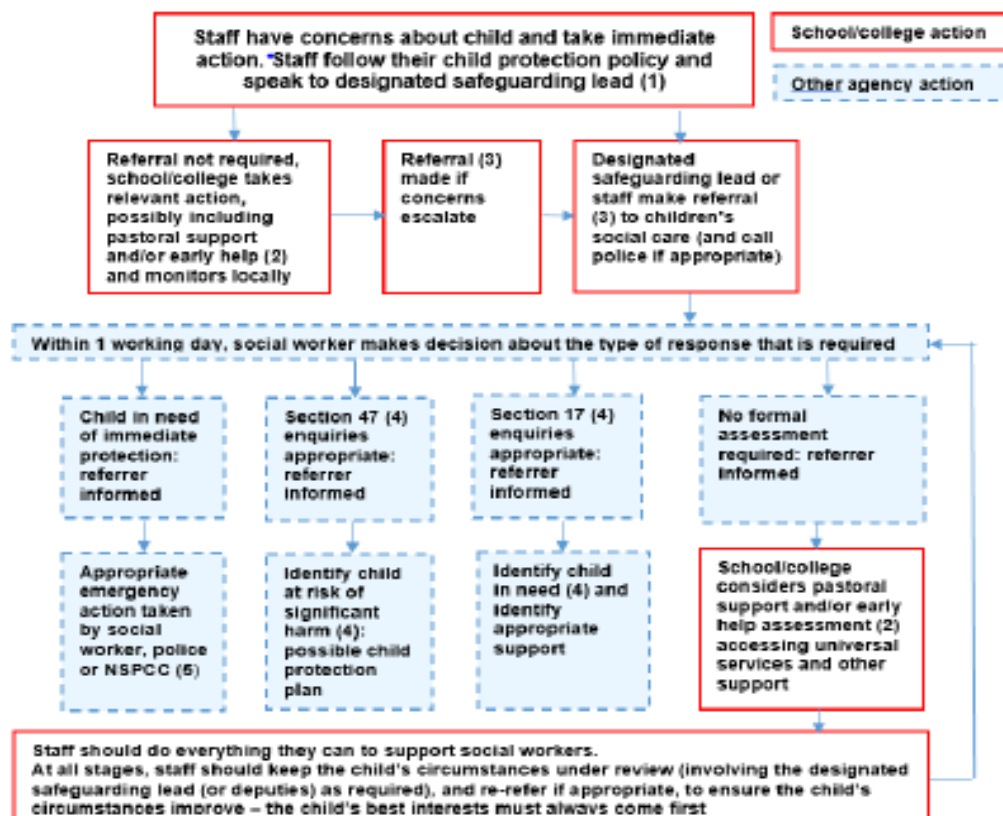 Staff have concerns about child and take immediate
action. Staff follow their child protection policy and
speak to designated safeguarding lead (1)
School/college action
Other agency action
Referral not required,
school/college takes
relevant action,
possibly including
pastoral support
and/or early help (2)
and monitors locally
Referral (3)
made if
concerns
escalate
Designated
safeguarding lead or
staff make referral
(3) to children's
social care (and call
police if appropriate)
Within 1 working day, social worker makes decision about the type of response that is required
Child in need
of immediate
protection:
referrer
informed
Section 47 (4)
enquiries
appropriate:
referrer
informed
Section 17 (4)
enquiries
appropriate:
referrer
informed
No formal
assessment
required: referrer
informed
Appropriate
emergency
action taken
by social
worker, police
or NSPCC (5)
Identify child
at risk of
significant
harm (4):
possible child
protection
plan
Identify child
in need (4) and
identify
appropriate
support
School/college
considers pastoral
support and/or early
help assessment (2)
accessing universal
services and other
support
Staff should do everything they can to support social workers.
At all stages, staff should keep the child's circumstances under review (involving the designated
safeguarding lead (or deputies) as required), and re-refer if appropriate, to ensure the child's
circumstances improve – the child's best interests must always come first